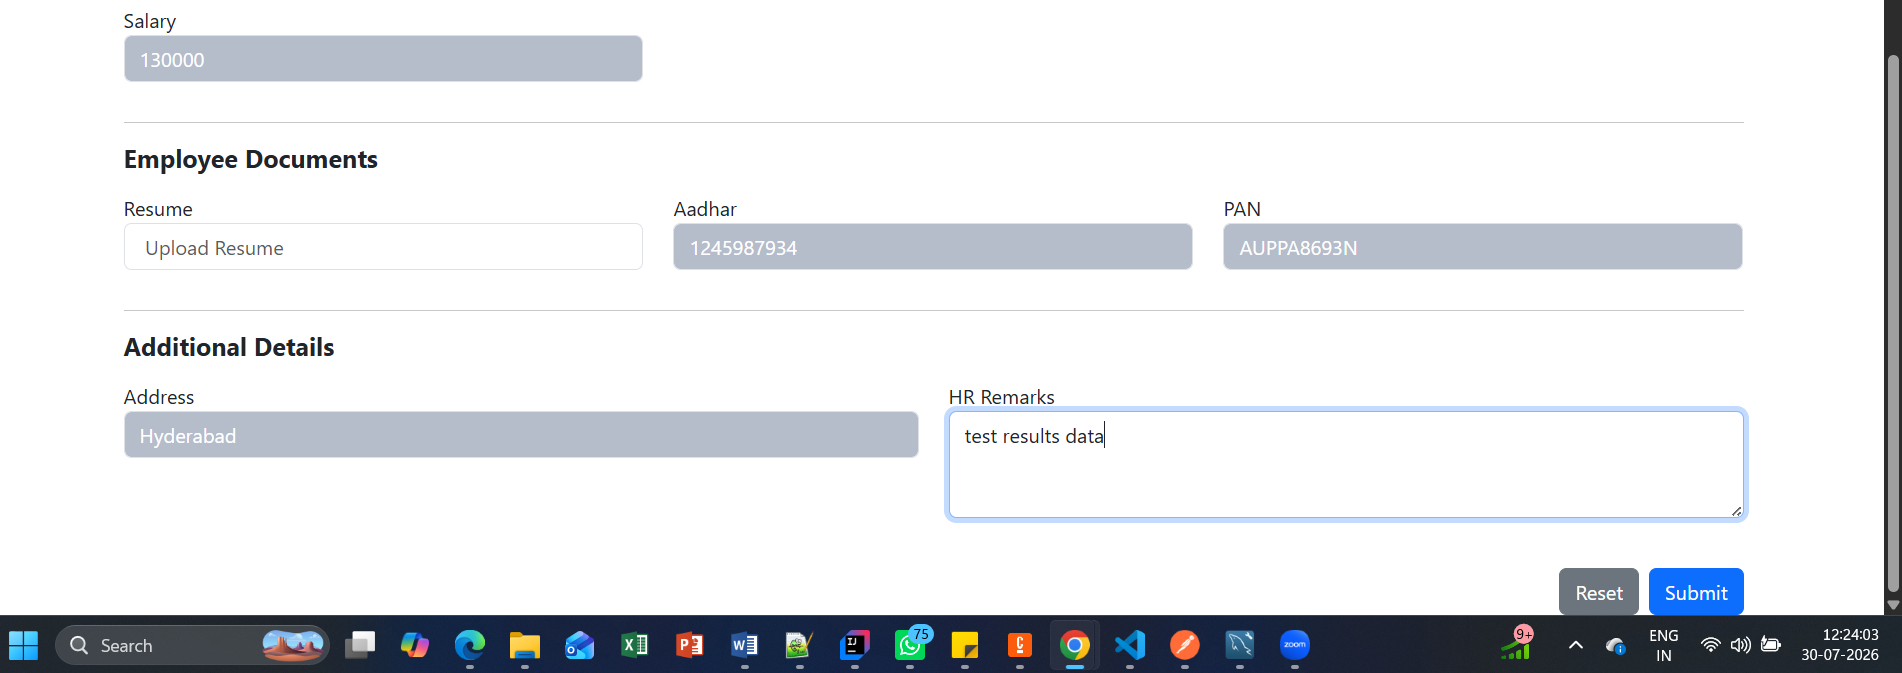 Salary
130000
Employee Documents
Resume
Aadhar
PAN
Upload Resume
1245987934
AUPPA8693N
Additional Details
Address
HR Remarks
Hyderabad
test results data
Reset
Submit
Search
75
zoom
9+
ENG
IN
12:24:03
30-07-2026